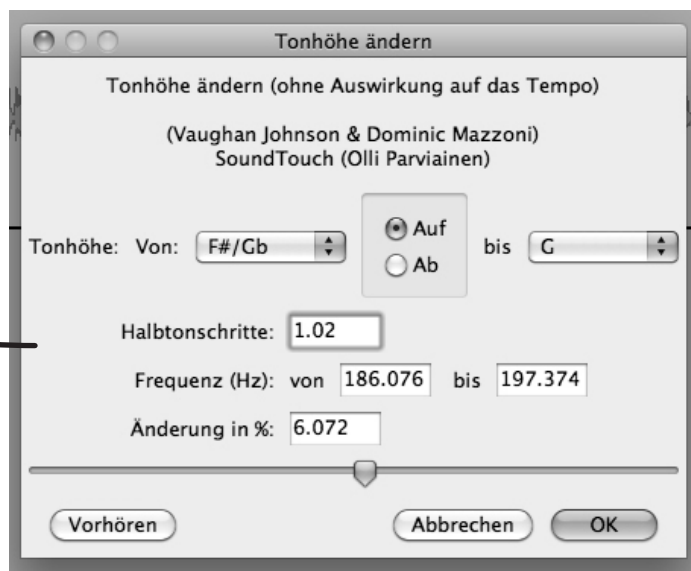 Tonhöhe ändern
Tonhöhe ändern (ohne Auswirkung auf das Tempo)
(Vaughan Johnson & Dominic Mazzoni)
SoundTouch (Olli Parviainen)
Tonhöhe: Von: F#/Gb Auf Ab bis G
Halbtonschritte: 1.02
Frequenz (Hz): von 186.076 bis 197.374
Änderung in %: 6.072
Vorhören Abbrechen OK